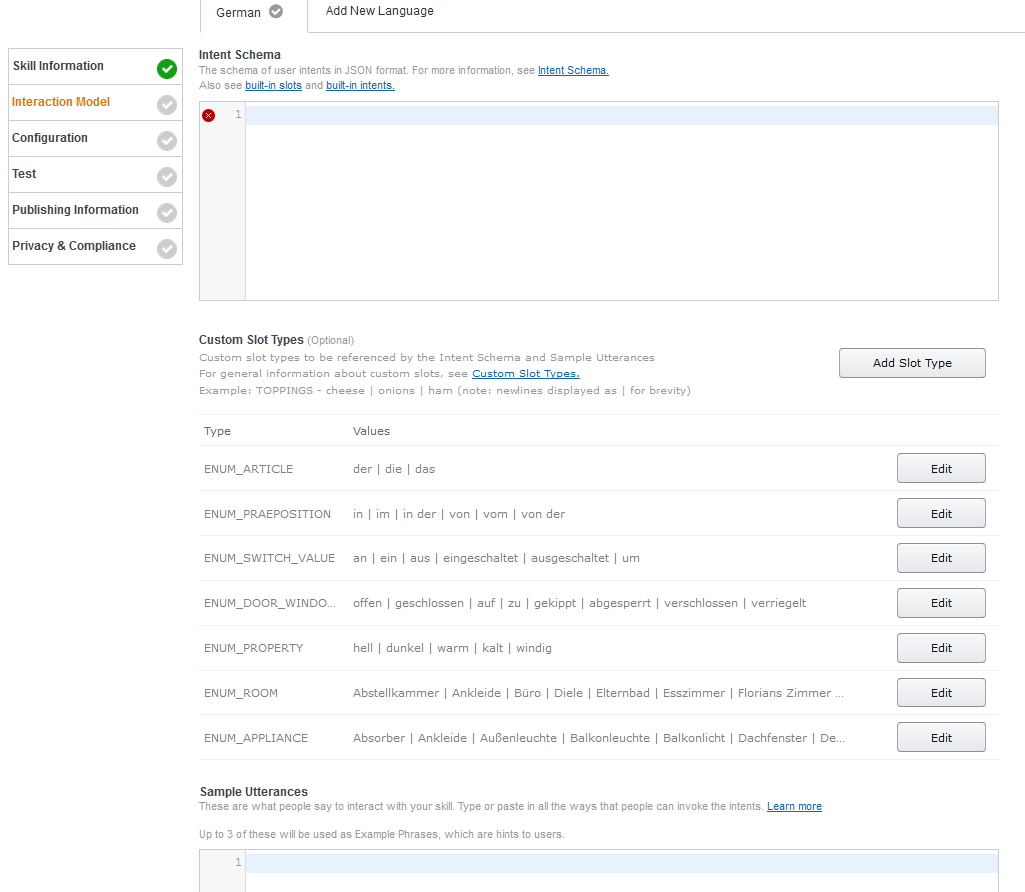 German
Add New Language
Skill Information
Interaction Model
Configuration
Test
Publishing Information
Privacy & Compliance
Intent Schema
The schema of user intents in JSON format. For more information, see Intent Schema.
Also see built-in slots and built-in intents.
1
Custom Slot Types (Optional)
Custom slot types to be referenced by the Intent Schema and Sample Utterances
For general information about custom slots, see Custom Slot Types.
Example: TOPPINGS - cheese | onions | ham (note: newlines displayed as | for brevity)
Add Slot Type
Type Values
ENUM_ARTICLE der | die | das Edit
ENUM_PRAEPOSITION in | im | in der | von | vom | von der Edit
ENUM_SWITCH_VALUE an | ein | aus | eingeschaltet | ausgeschaltet | um Edit
ENUM_DOOR_WINDO... offen | geschlossen | auf | zu | gekippt | abgesperrt | verschlossen | verriegelt Edit
ENUM_PROPERTY hell | dunkel | warm | kalt | windig Edit
ENUM_ROOM Abstellkammer | Ankleide | Büro | Diele | Elternbad | Esszimmer | Florians Zimmer ... Edit
ENUM_APPLIANCE Absorber | Ankleide | Außenleuchte | Balkonleuchte | Balkonlicht | Dachfenster | De... Edit
Sample Utterances
These are what people say to interact with your skill. Type or paste in all the ways that people can invoke the intents. Learn more
Up to 3 of these will be used as Example Phrases, which are hints to users.
1